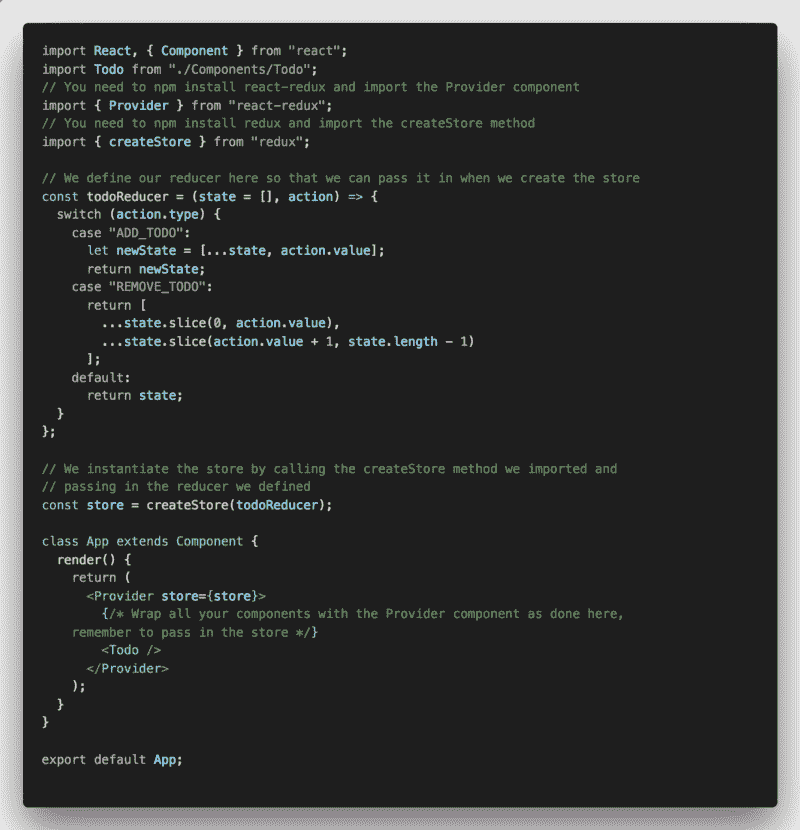 import React, { Component } from "react";
import Todo from "./Components/Todo";
// You need to npm install react-redux and import the Provider component
import { Provider } from "react-redux";
// You need to npm install redux and import the createStore method
import { createStore } from "redux";

// We define our reducer here so that we can pass it in when we create the store
const todoReducer = (state = [], action) => {
  switch (action.type) {
    case "ADD_TODO":
      let newState = [...state, action.value];
      return newState;
    case "REMOVE_TODO":
      return [
        ...state.slice(0, action.value),
        ...state.slice(action.value + 1, state.length - 1)
      ];
    default:
      return state;
  }
};

// We instantiate the store by calling the createStore method we imported and
// passing in the reducer we defined
const store = createStore(todoReducer);

class App extends Component {
  render() {
    return (
      <Provider store={store}>
        {/* Wrap all your components with the Provider component as done here,
    remember to pass in the store */}
        <Todo />
      </Provider>
    );
  }
}

export default App;